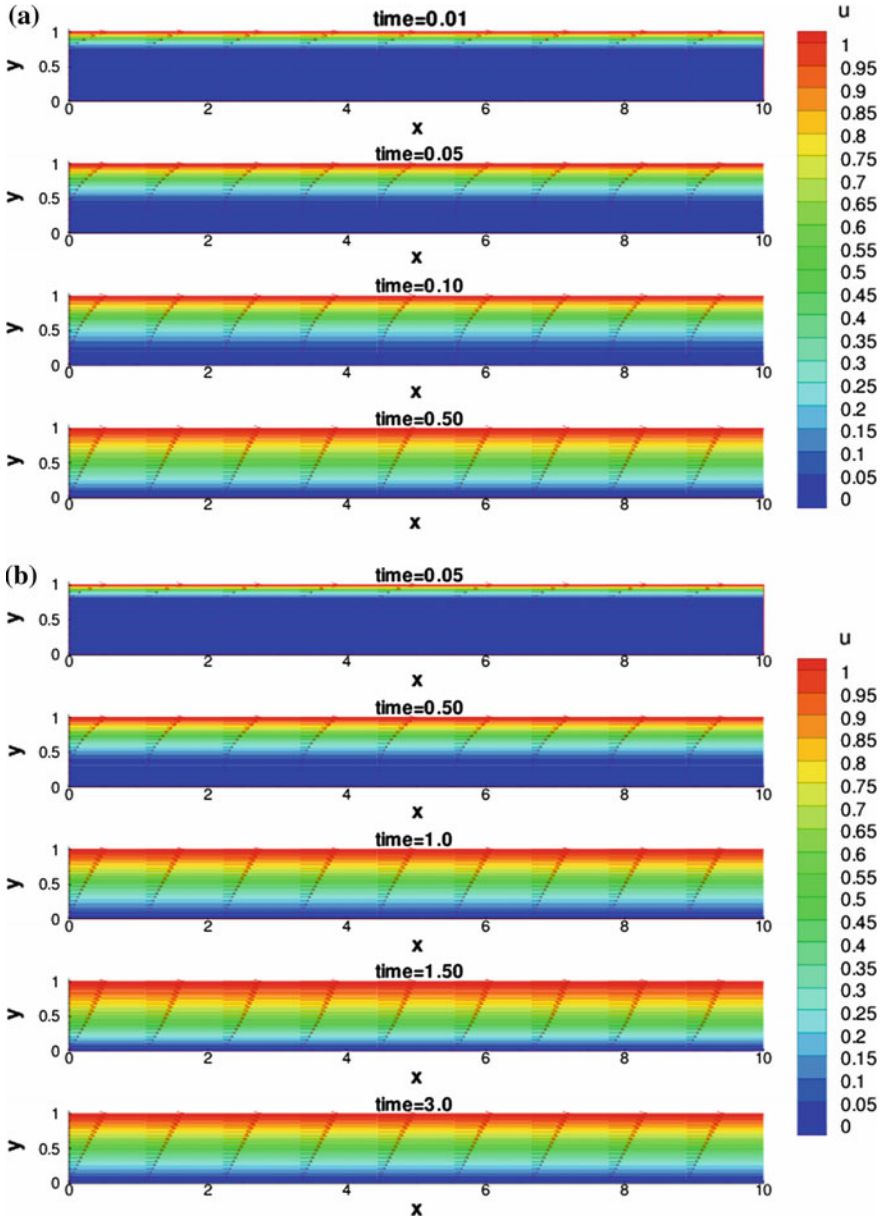 (a)
time=0.01
y
1
0.5
0
0 2 4 6 8 10
x
time=0.05
y
1
0.5
0
0 2 4 6 8 10
x
time=0.10
y
1
0.5
0
0 2 4 6 8 10
x
time=0.50
y
1
0.5
0
0 2 4 6 8 10
x
u
1
0.95
0.9
0.85
0.8
0.75
0.7
0.65
0.6
0.55
0.5
0.45
0.4
0.35
0.3
0.25
0.2
0.15
0.1
0.05
0
(b)
time=0.05
y
1
0.5
0
0 2 4 6 8 10
x
time=0.50
y
1
0.5
0
0 2 4 6 8 10
x
time=1.0
y
1
0.5
0
0 2 4 6 8 10
x
time=1.50
y
1
0.5
0
0 2 4 6 8 10
x
time=3.0
y
1
0.5
0
0 2 4 6 8 10
x
u
1
0.95
0.9
0.85
0.8
0.75
0.7
0.65
0.6
0.55
0.5
0.45
0.4
0.35
0.3
0.25
0.2
0.15
0.1
0.05
0